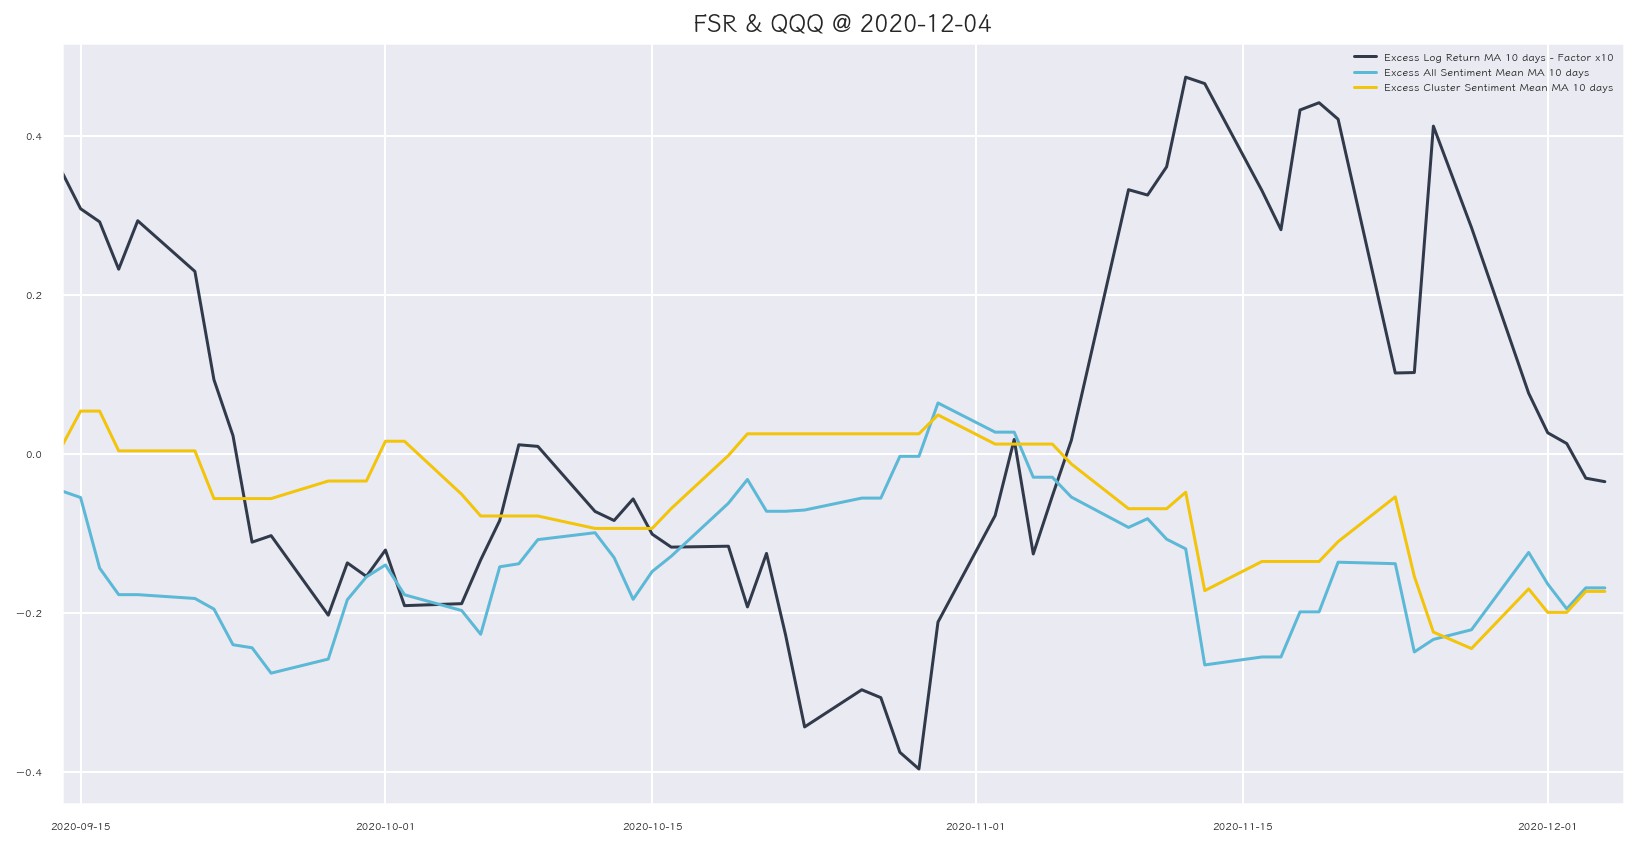 FSR & QQQ @ 2020-12-04
Excess Log Return MA 10 days - Factor x10
Excess All Sentiment Mean MA 10 days
Excess Cluster Sentiment Mean MA 10 days
0.4
0.2
0.0
−0.2
−0.4
2020-09-15
2020-10-01
2020-10-15
2020-11-01
2020-11-15
2020-12-01